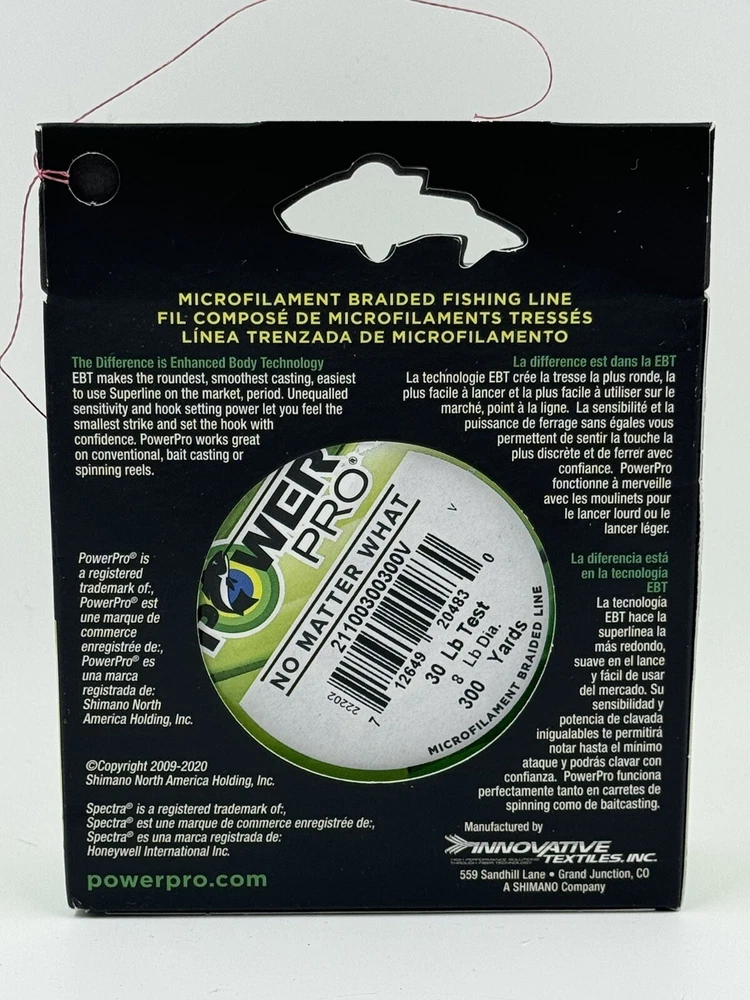 MICROFILAMENT BRAIDED FISHING LINE
FIL COMPOSÉ DE MICROFILAMENTS TRESSÉS
LÍNEA TRENZADA DE MICROFILAMENTO
The Difference is Enhanced Body Technology
EBT makes the roundest, smoothest casting, easiest
to use Superline on the market, period. Unequalled
sensitivity and hook setting power let you feel the
smallest strike and set the hook with
confidence. PowerPro works great
on conventional, bait casting or
spinning reels.
La difference est dans la EBT
La technologie EBT crée la tresse la plus ronde, la
plus facile à lancer et la plus facile à utiliser sur le
marché, point à la ligne. La sensibilité et la
puissance de ferrage sans égales vous
permettent de sentir la touche la
plus discrète et de ferrer avec
confiance. PowerPro
fonctionne à merveille
avec les moulinets pour
le lancer lourd ou le
lancer léger.
POWER
PRO®
NO MATTER WHAT
21100300300V
V
22202
7 12649 20483 0
30 Lb Test
8 Lb Dia.
300 Yards
MICROFILAMENT BRAIDED LINE
PowerPro® is
a registered
trademark of:,
PowerPro® est
une marque de
commerce
enregistrée de:,
PowerPro® es
una marca
registrada de:
Shimano North
America Holding, Inc.
La diferencia está
en la tecnología
EBT
La tecnología
EBT hace la
superlínea la
más redondo,
suave en el lance
y fácil de usar
del mercado. Su
sensibilidad y
potencia de clavada
inigualables te permitirá
notar hasta el mínimo
ataque y podrás clavar con
confianza. PowerPro funciona
perfectamente tanto en carretes de
spinning como de baitcasting.
©Copyright 2009-2020
Shimano North America Holding, Inc.
Spectra® is a registered trademark of:,
Spectra® est une marque de commerce enregistrée de:,
Spectra® es una marca registrada de:
Honeywell International Inc.
powerpro.com
Manufactured by
INNOVATIVE
TEXTILES, INC.
HIGH PERFORMANCE SOLUTIONS
THROUGH FIBER TECHNOLOGY
559 Sandhill Lane • Grand Junction, CO
A SHIMANO Company